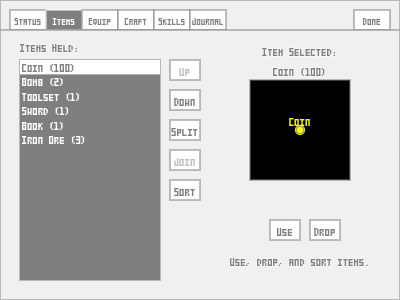 Status Items Equip Craft Skills Journal Done
Items Held:
Coin (100)
Bomb (2)
Toolset (1)
Sword (1)
Book (1)
Iron Ore (3)
Up
Down
Split
Join
Sort
Item Selected:
Coin (100)
Coin
Use Drop
Use, drop, and sort items.